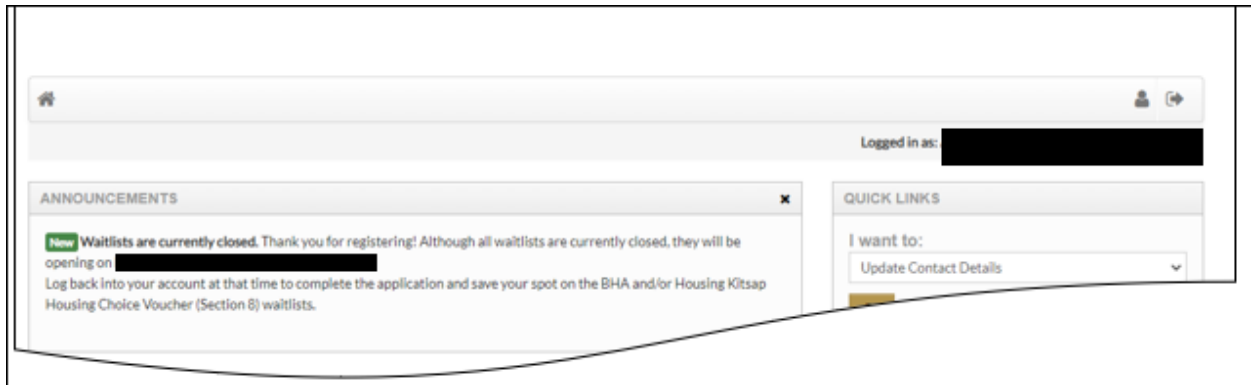 Logged in as:
ANNOUNCEMENTS
QUICK LINKS
New Waitlists are currently closed. Thank you for registering! Although all waitlists are currently closed, they will be
opening on
Log back into your account at that time to complete the application and save your spot on the BHA and/or Housing Kitsap
Housing Choice Voucher (Section 8) waitlists.
I want to:
Update Contact Details